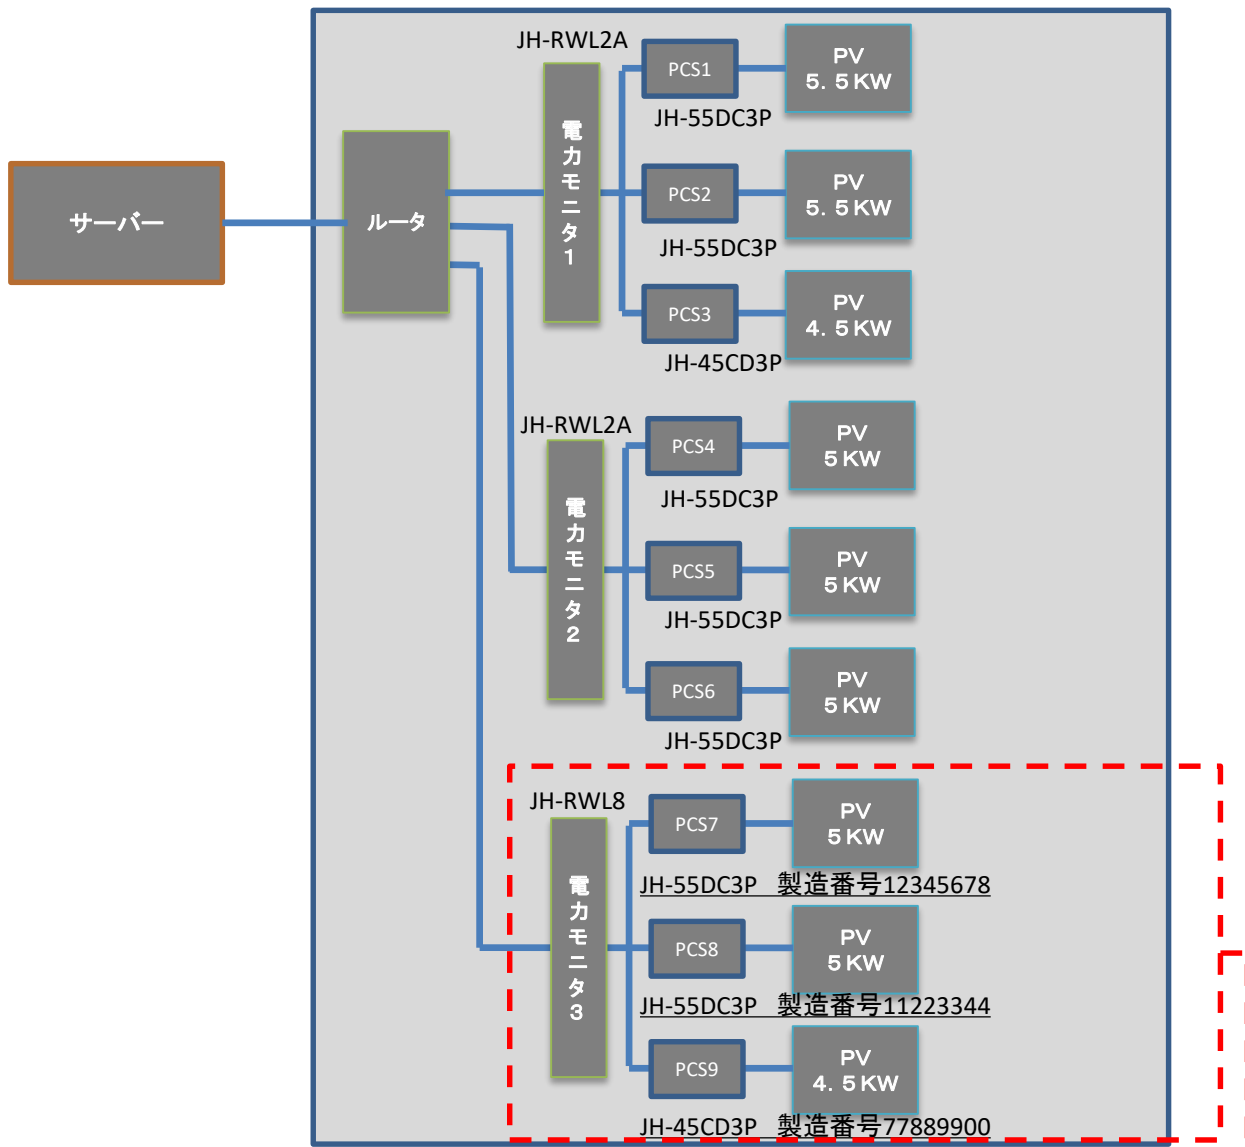 JH-RWL2A
PCS1
PV
5．5KW
JH-55DC3P
電力モニタ1
サーバー
ルータ
PCS2
PV
5．5KW
JH-55DC3P
PCS3
PV
4．5KW
JH-45CD3P
JH-RWL2A
PCS4
PV
5KW
JH-55DC3P
電力モニタ2
PCS5
PV
5KW
JH-55DC3P
PCS6
PV
5KW
JH-55DC3P
JH-RWL8
PCS7
PV
5KW
JH-55DC3P　製造番号12345678
電力モニタ3
PCS8
PV
5KW
JH-55DC3P　製造番号11223344
PCS9
PV
4．5KW
JH-45CD3P　製造番号77889900